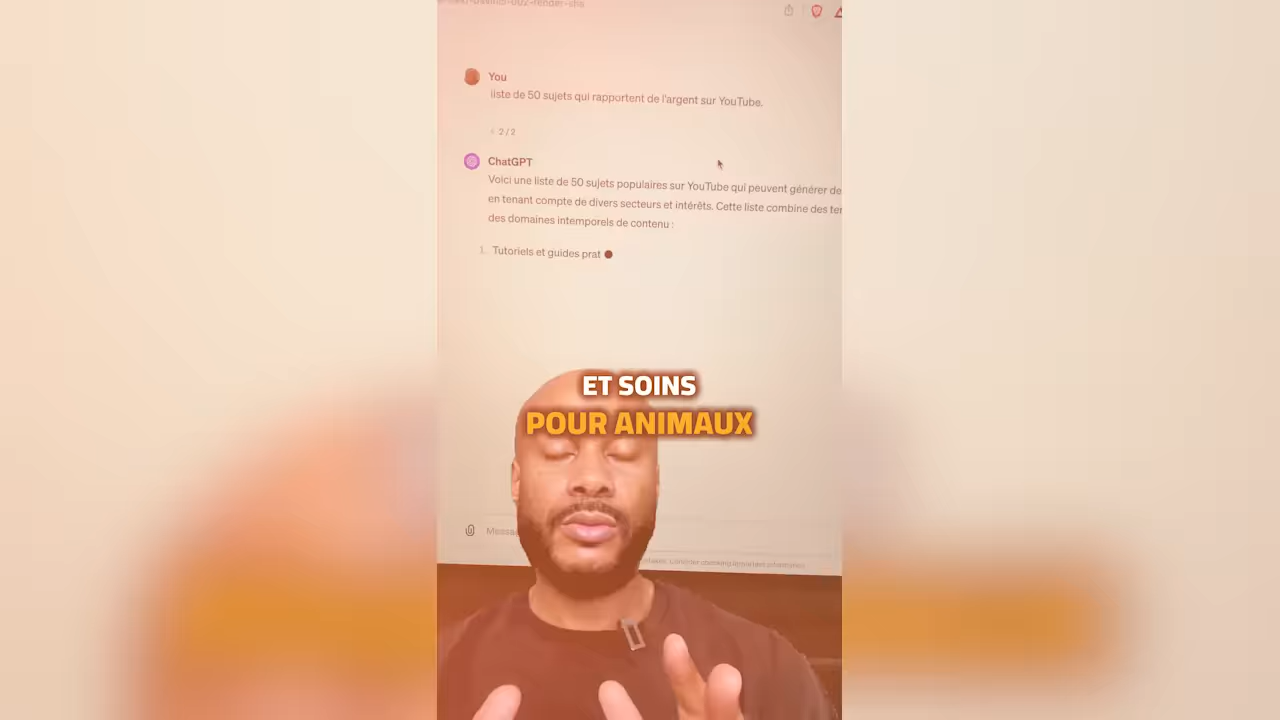 You
liste de 50 sujets qui rapportent de l'argent sur YouTube.
2 / 2
ChatGPT
Voici une liste de 50 sujets populaires sur YouTube qui peuvent générer de
en tenant compte de divers secteurs et intérêts. Cette liste combine des ter
des domaines intemporels de contenu :
1. Tutoriels et guides prat
ET SOINS
POUR ANIMAUX
Messa